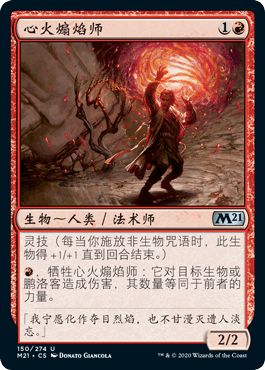 心火煽焰师 1
生物～人类 / 法术师 M21
灵技（每当你施放非生物咒语时，此生物得 +1/+1 直到回合结束。）
，牺牲心火煽焰师：它对目标生物或
鹏洛客造成伤害，其数量等同于前者的
力量。
「我宁愿化作夺目烈焰，也不甘漫灭遭人淡
忘。」
2/2
150/274 U
M21 • CS DONATO GIANCOLA
™ & © 2020 Wizards of the Coast